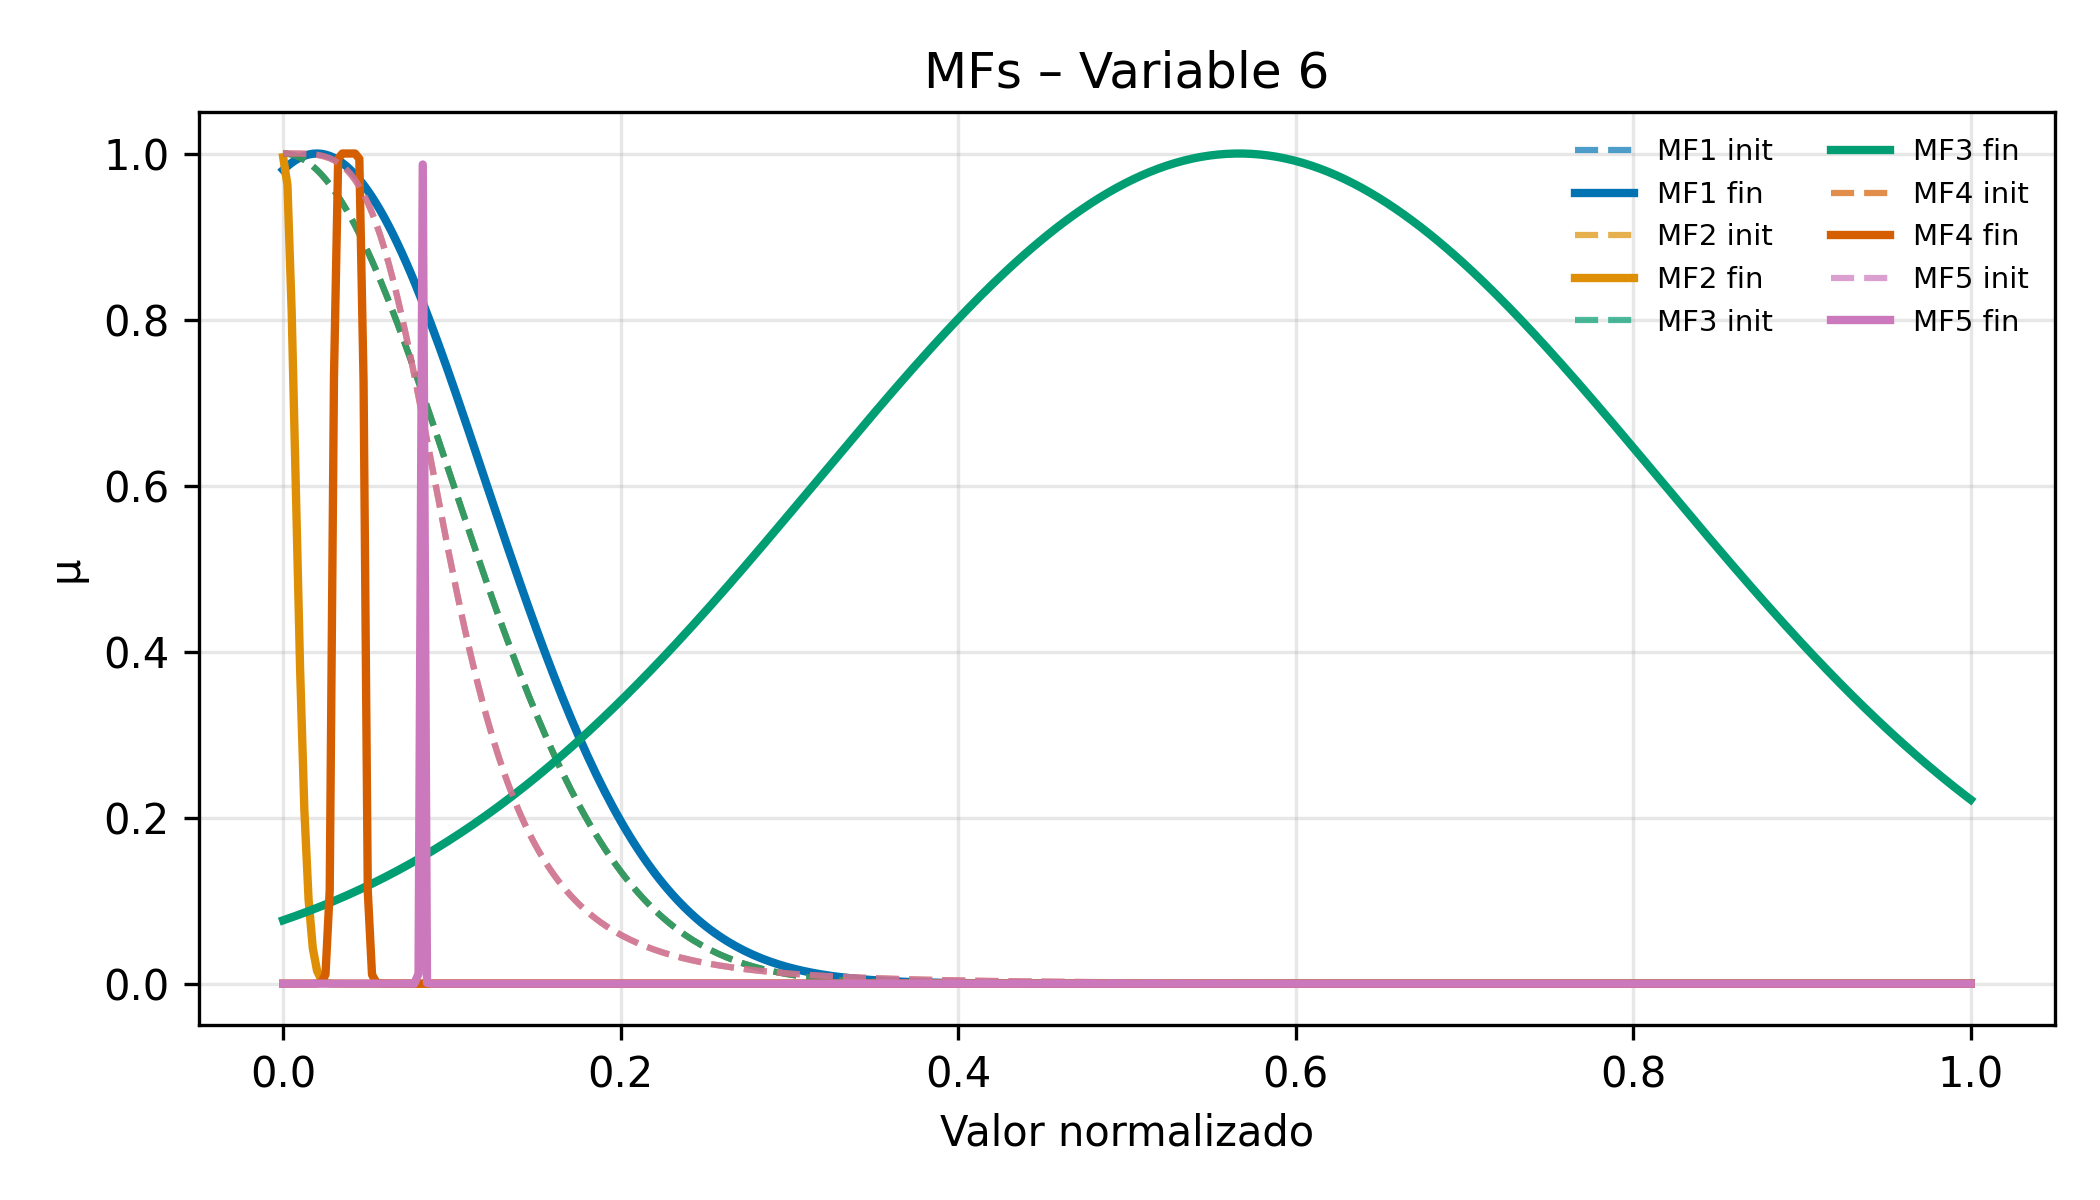 MFs – Variable 6
1.0
0.8
0.6
0.4
0.2
0.0
μ
MF1 init
MF1 fin
MF2 init
MF2 fin
MF3 init
MF3 fin
MF4 init
MF4 fin
MF5 init
MF5 fin
0.0 0.2 0.4 0.6 0.8 1.0
Valor normalizado